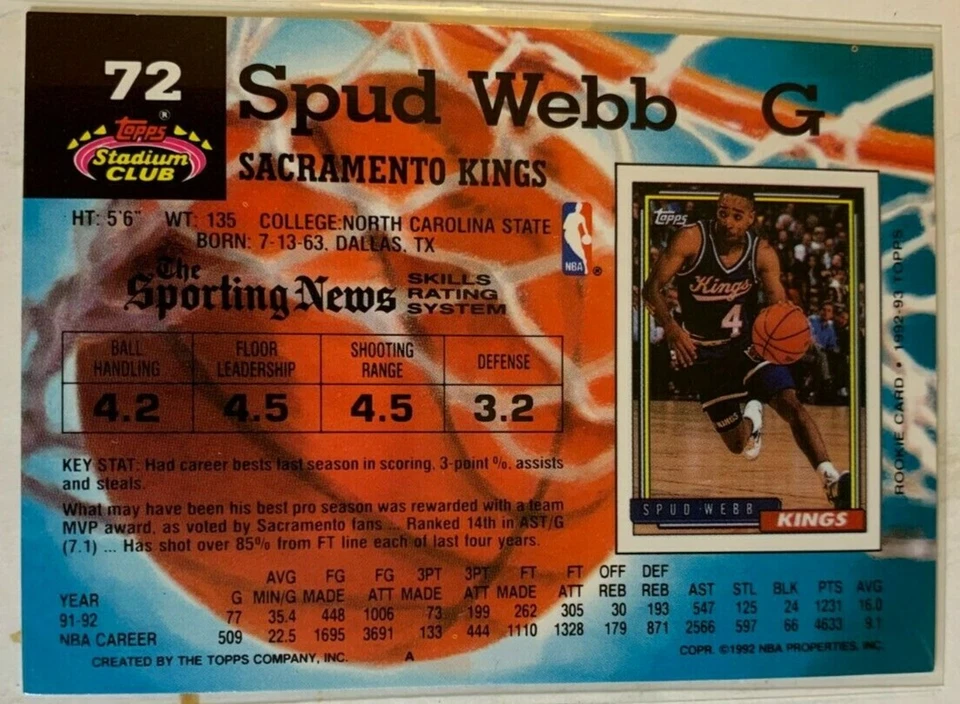 72
Spud Webb G
Topps ®
Stadium
CLUB
SACRAMENTO KINGS
HT: 5'6" WT: 135 COLLEGE:NORTH CAROLINA STATE
BORN: 7-13-63, DALLAS, TX
NBA ®
The
Sporting News
SKILLS
RATING
SYSTEM
BALL HANDLING FLOOR LEADERSHIP SHOOTING RANGE DEFENSE
4.2 4.5 4.5 3.2
KEY STAT: Had career bests last season in scoring, 3-point %, assists
and steals.
What may have been his best pro season was rewarded with a team
MVP award, as voted by Sacramento fans ... Ranked 14th in AST/G
(7.1) ... Has shot over 85% from FT line each of last four years.
Topps
Kings
4
KINGS
SPUD WEBB
KINGS
ROOKIE CARD • 1992-93 TOPPS
AVG FG FG 3PT 3PT FT FT OFF DEF
YEAR G MIN/G MADE ATT MADE ATT MADE ATT REB REB AST STL BLK PTS AVG
91-92 77 35.4 448 1006 73 199 262 305 30 193 547 125 24 1231 16.0
NBA CAREER 509 22.5 1695 3691 133 444 1110 1328 179 871 2566 597 66 4633 9.1
CREATED BY THE TOPPS COMPANY, INC. A COPR. ©1992 NBA PROPERTIES, INC.